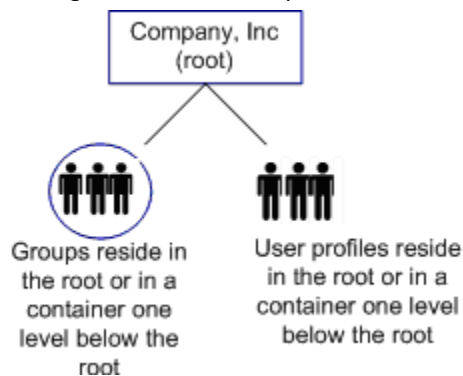 Company, Inc
(root)
Groups reside in
the root or in a
container one
level below the
root
User profiles reside
in the root or in a
container one level
below the root